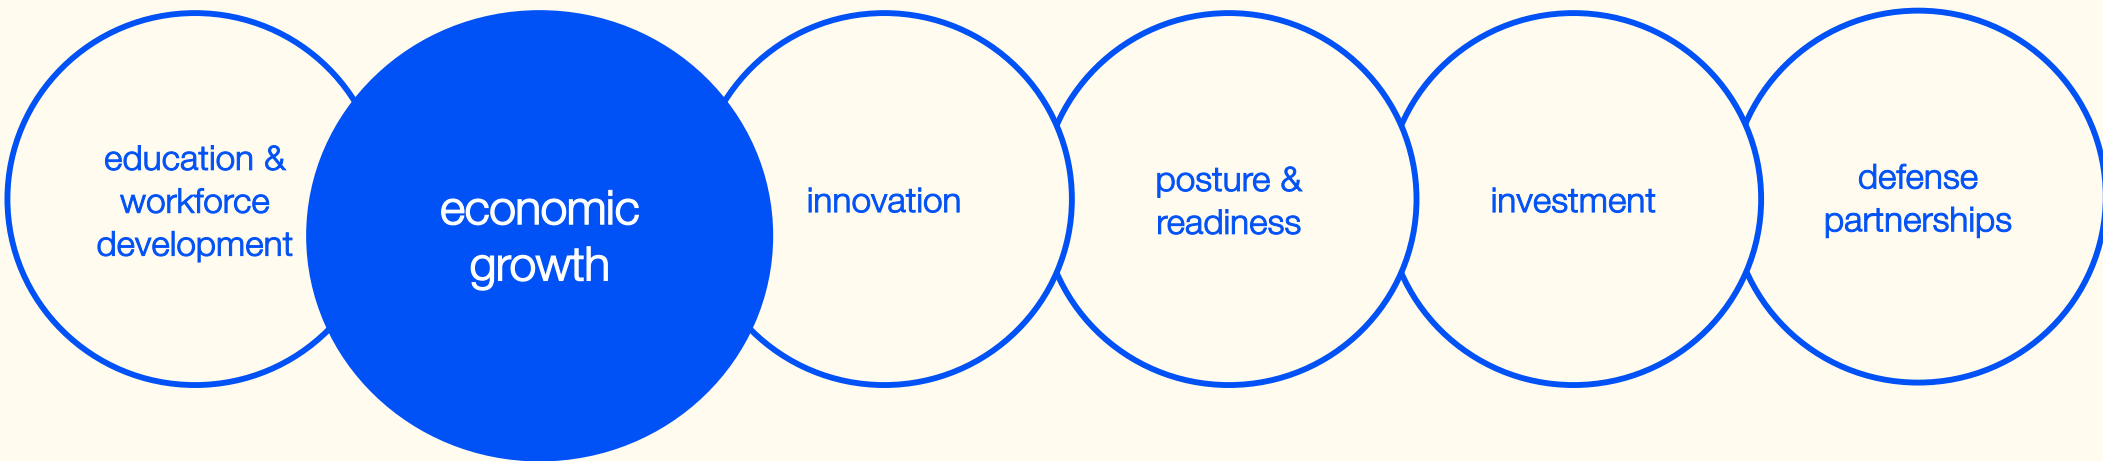 education &
workforce
development
economic
growth
innovation
posture &
readiness
investment
defense
partnerships